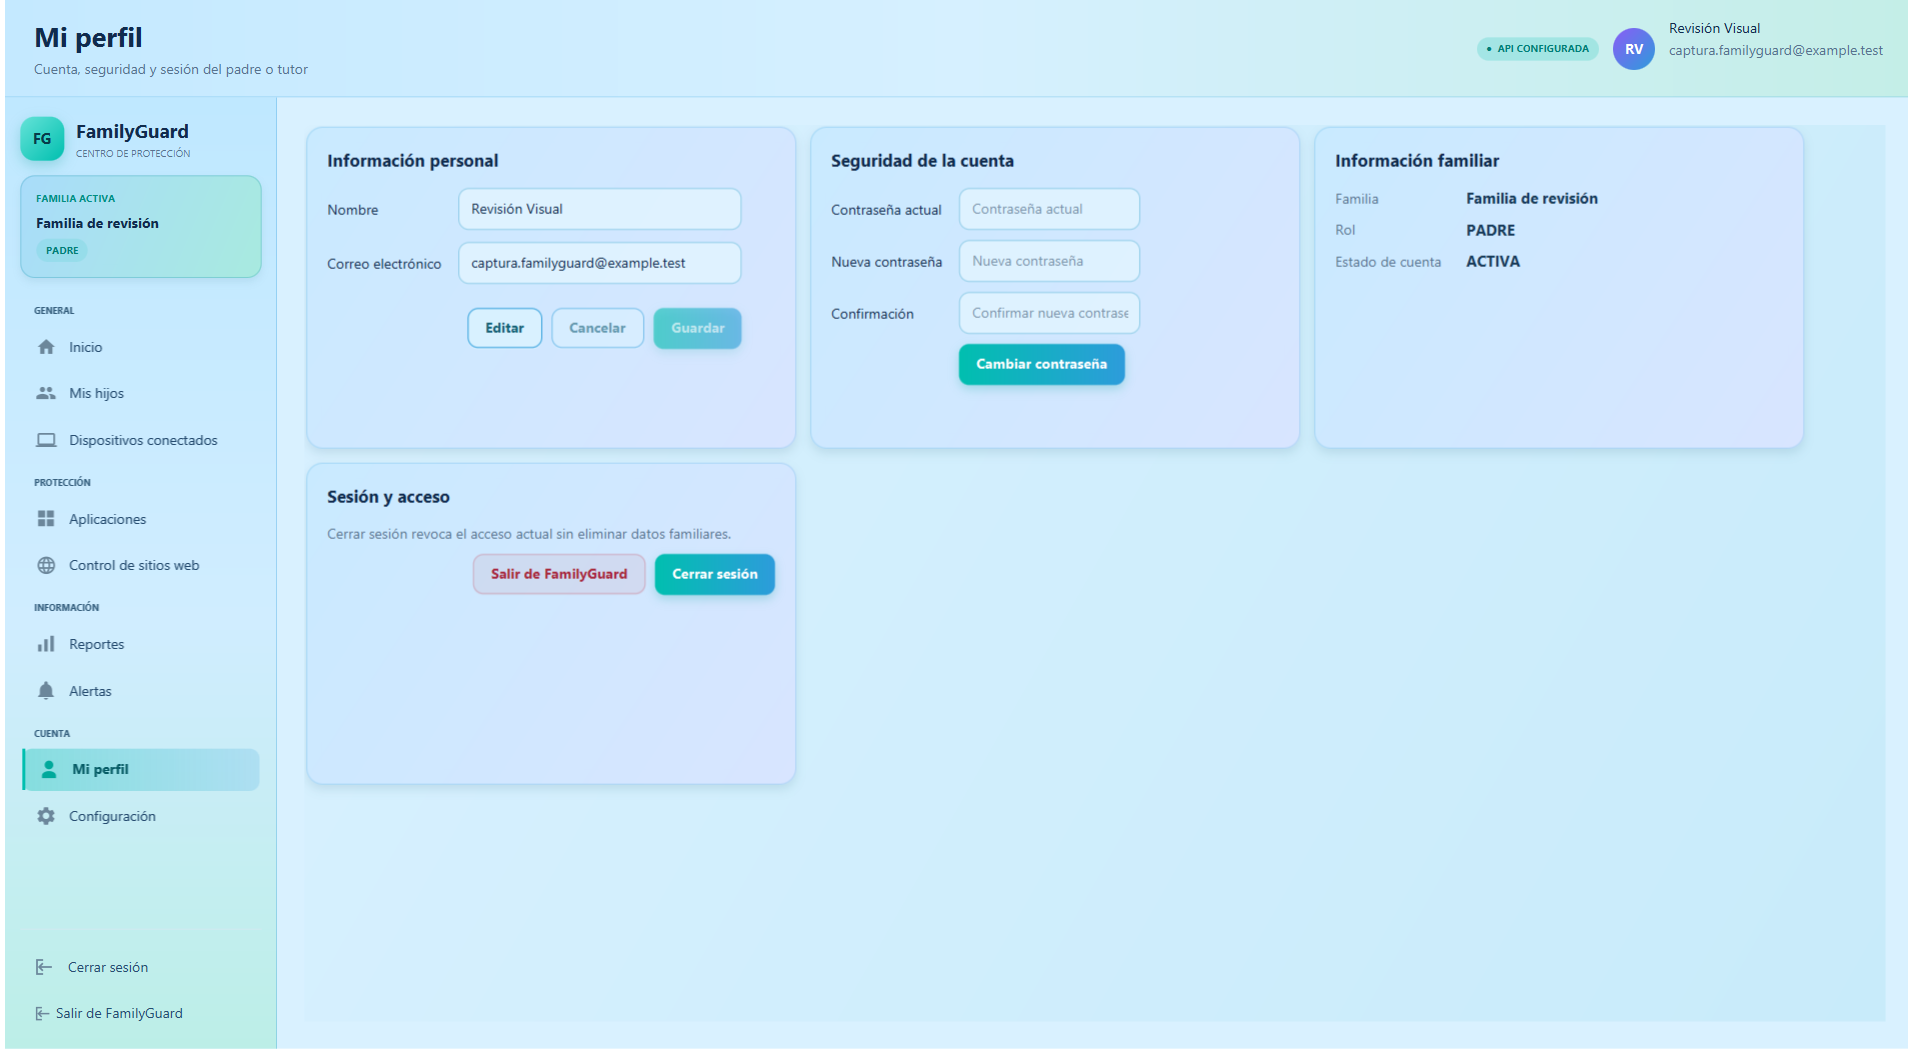 Mi perfil
Cuenta, seguridad y sesión del padre o tutor
API CONFIGURADA
RV
Revisión Visual
captura.familyguard@example.test
FG
FamilyGuard
CENTRO DE PROTECCIÓN
FAMILIA ACTIVA
Familia de revisión
PADRE
GENERAL
Inicio
Mis hijos
Dispositivos conectados
PROTECCIÓN
Aplicaciones
Control de sitios web
INFORMACIÓN
Reportes
Alertas
CUENTA
Mi perfil
Configuración
Cerrar sesión
Salir de FamilyGuard
Información personal
Nombre
Revisión Visual
Correo electrónico
captura.familyguard@example.test
Editar
Cancelar
Guardar
Seguridad de la cuenta
Contraseña actual
Contraseña actual
Nueva contraseña
Nueva contraseña
Confirmación
Confirmar nueva contrase
Cambiar contraseña
Información familiar
Familia
Familia de revisión
Rol
PADRE
Estado de cuenta
ACTIVA
Sesión y acceso
Cerrar sesión revoca el acceso actual sin eliminar datos familiares.
Salir de FamilyGuard
Cerrar sesión